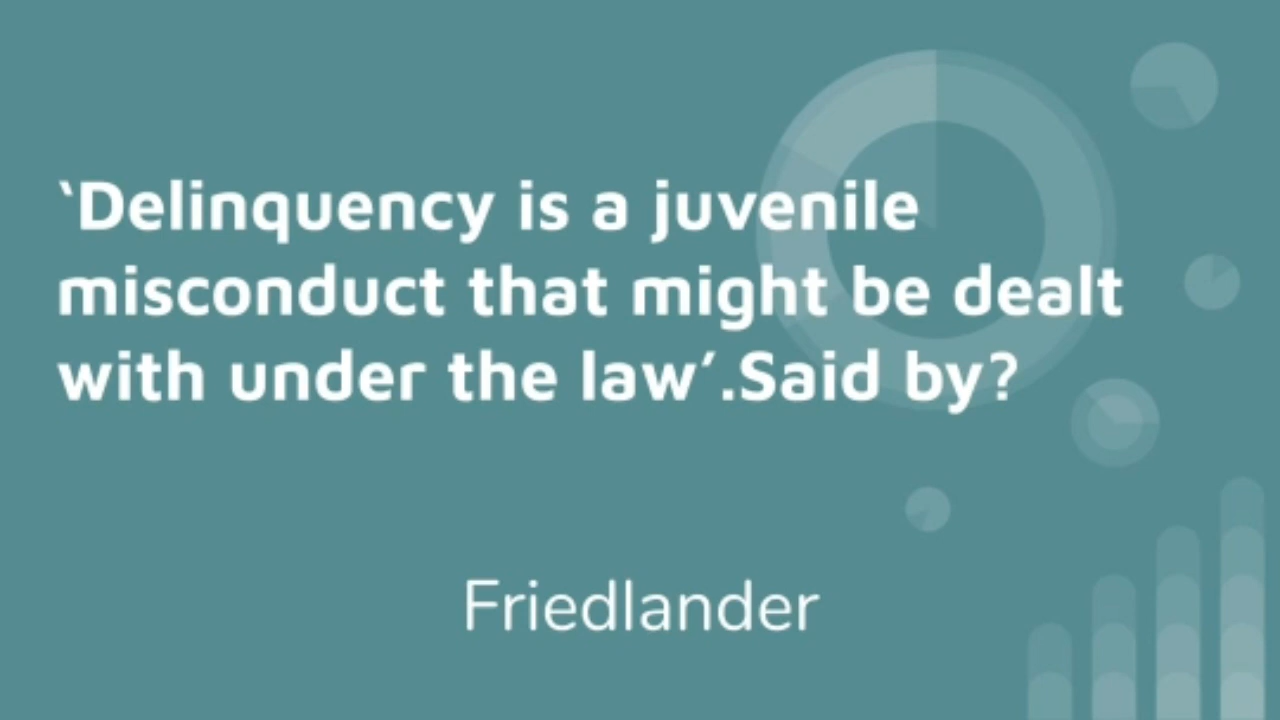 ‘Delinquency is a juvenile
misconduct that might be dealt
with under the law’.Said by?
Friedlander